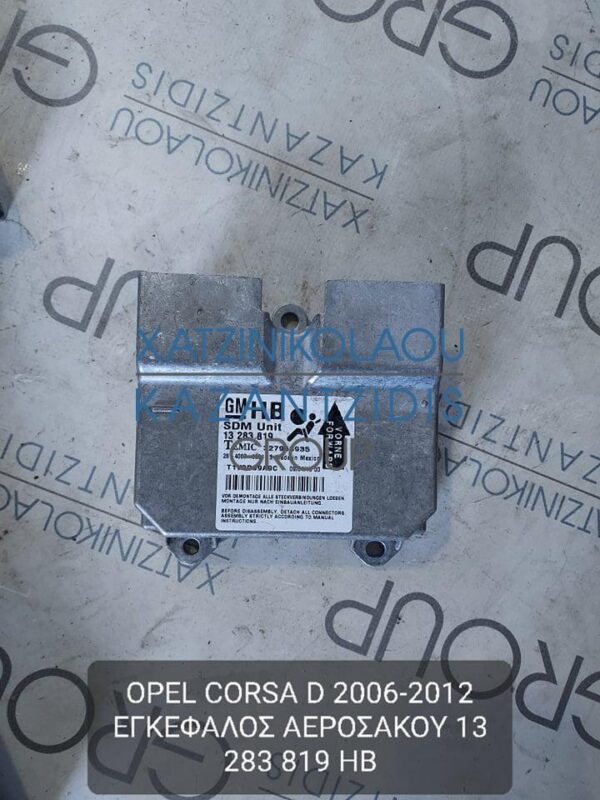 XATZINIKOLAOU
KAZANTZIDIS
GROUP
GM HB
SDM Unit
13 283 819
TEMIC
VORNE
FORWARD
VOR DEMONTAGE ALLE STECKVERBINDUNGEN LOESEN.
MONTAGE NUR NACH EINBAUANLEITUNG.
BEFORE DISASSEMBLY, DETACH ALL CONNECTORS.
ASSEMBLY STRICTLY ACCORDING TO MANUAL
INSTRUCTIONS.
OPEL CORSA D 2006-2012
ΕΓΚΕΦΑΛΟΣ ΑΕΡΟΣΑΚΟΥ 13
283 819 HB